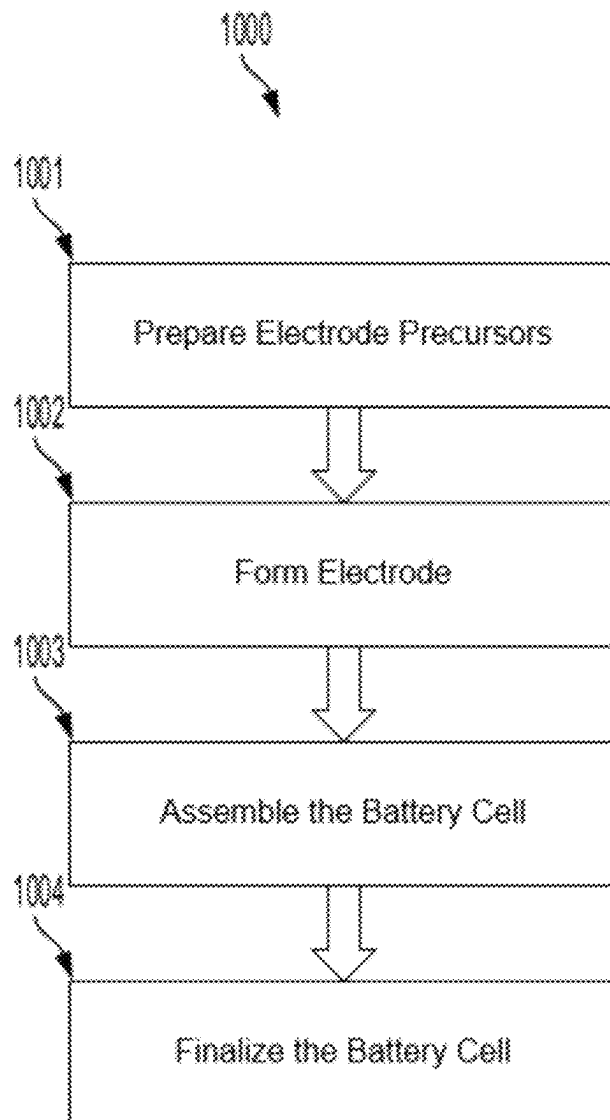 1000
1001
Prepare Electrode Precursors
1002
Form Electrode
1003
Assemble the Battery Cell
1004
Finalize the Battery Cell